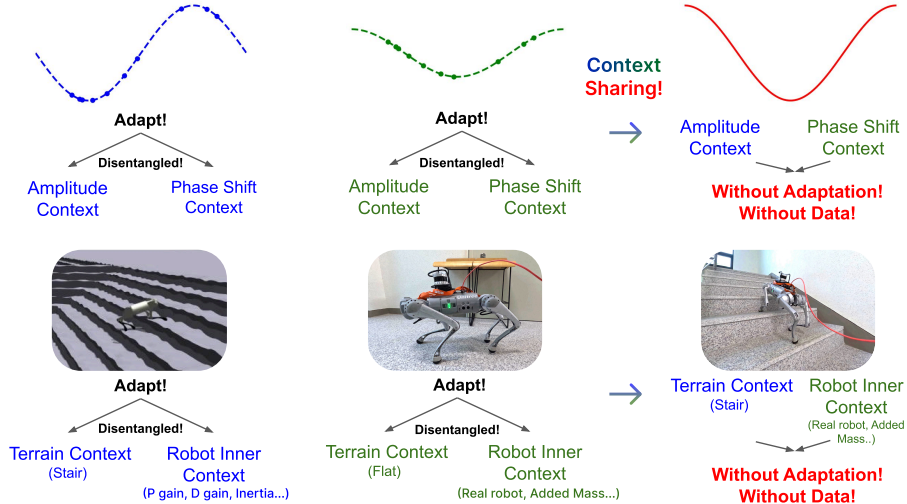 Adapt!
Disentangled!
Amplitude
Context
Phase Shift
Context
Adapt!
Disentangled!
Amplitude
Context
Phase Shift
Context
Context
Sharing!
Amplitude
Context
Phase Shift
Context
Without Adaptation!
Without Data!
Adapt!
Disentangled!
Terrain Context
(Stair)
Robot Inner
Context
(P gain, D gain, Inertia...)
Adapt!
Disentangled!
Terrain Context
(Flat)
Robot Inner
Context
(Real robot, Added Mass...)
Terrain Context
(Stair)
Robot Inner
Context
(Real robot, Added
Mass..)
Without Adaptation!
Without Data!